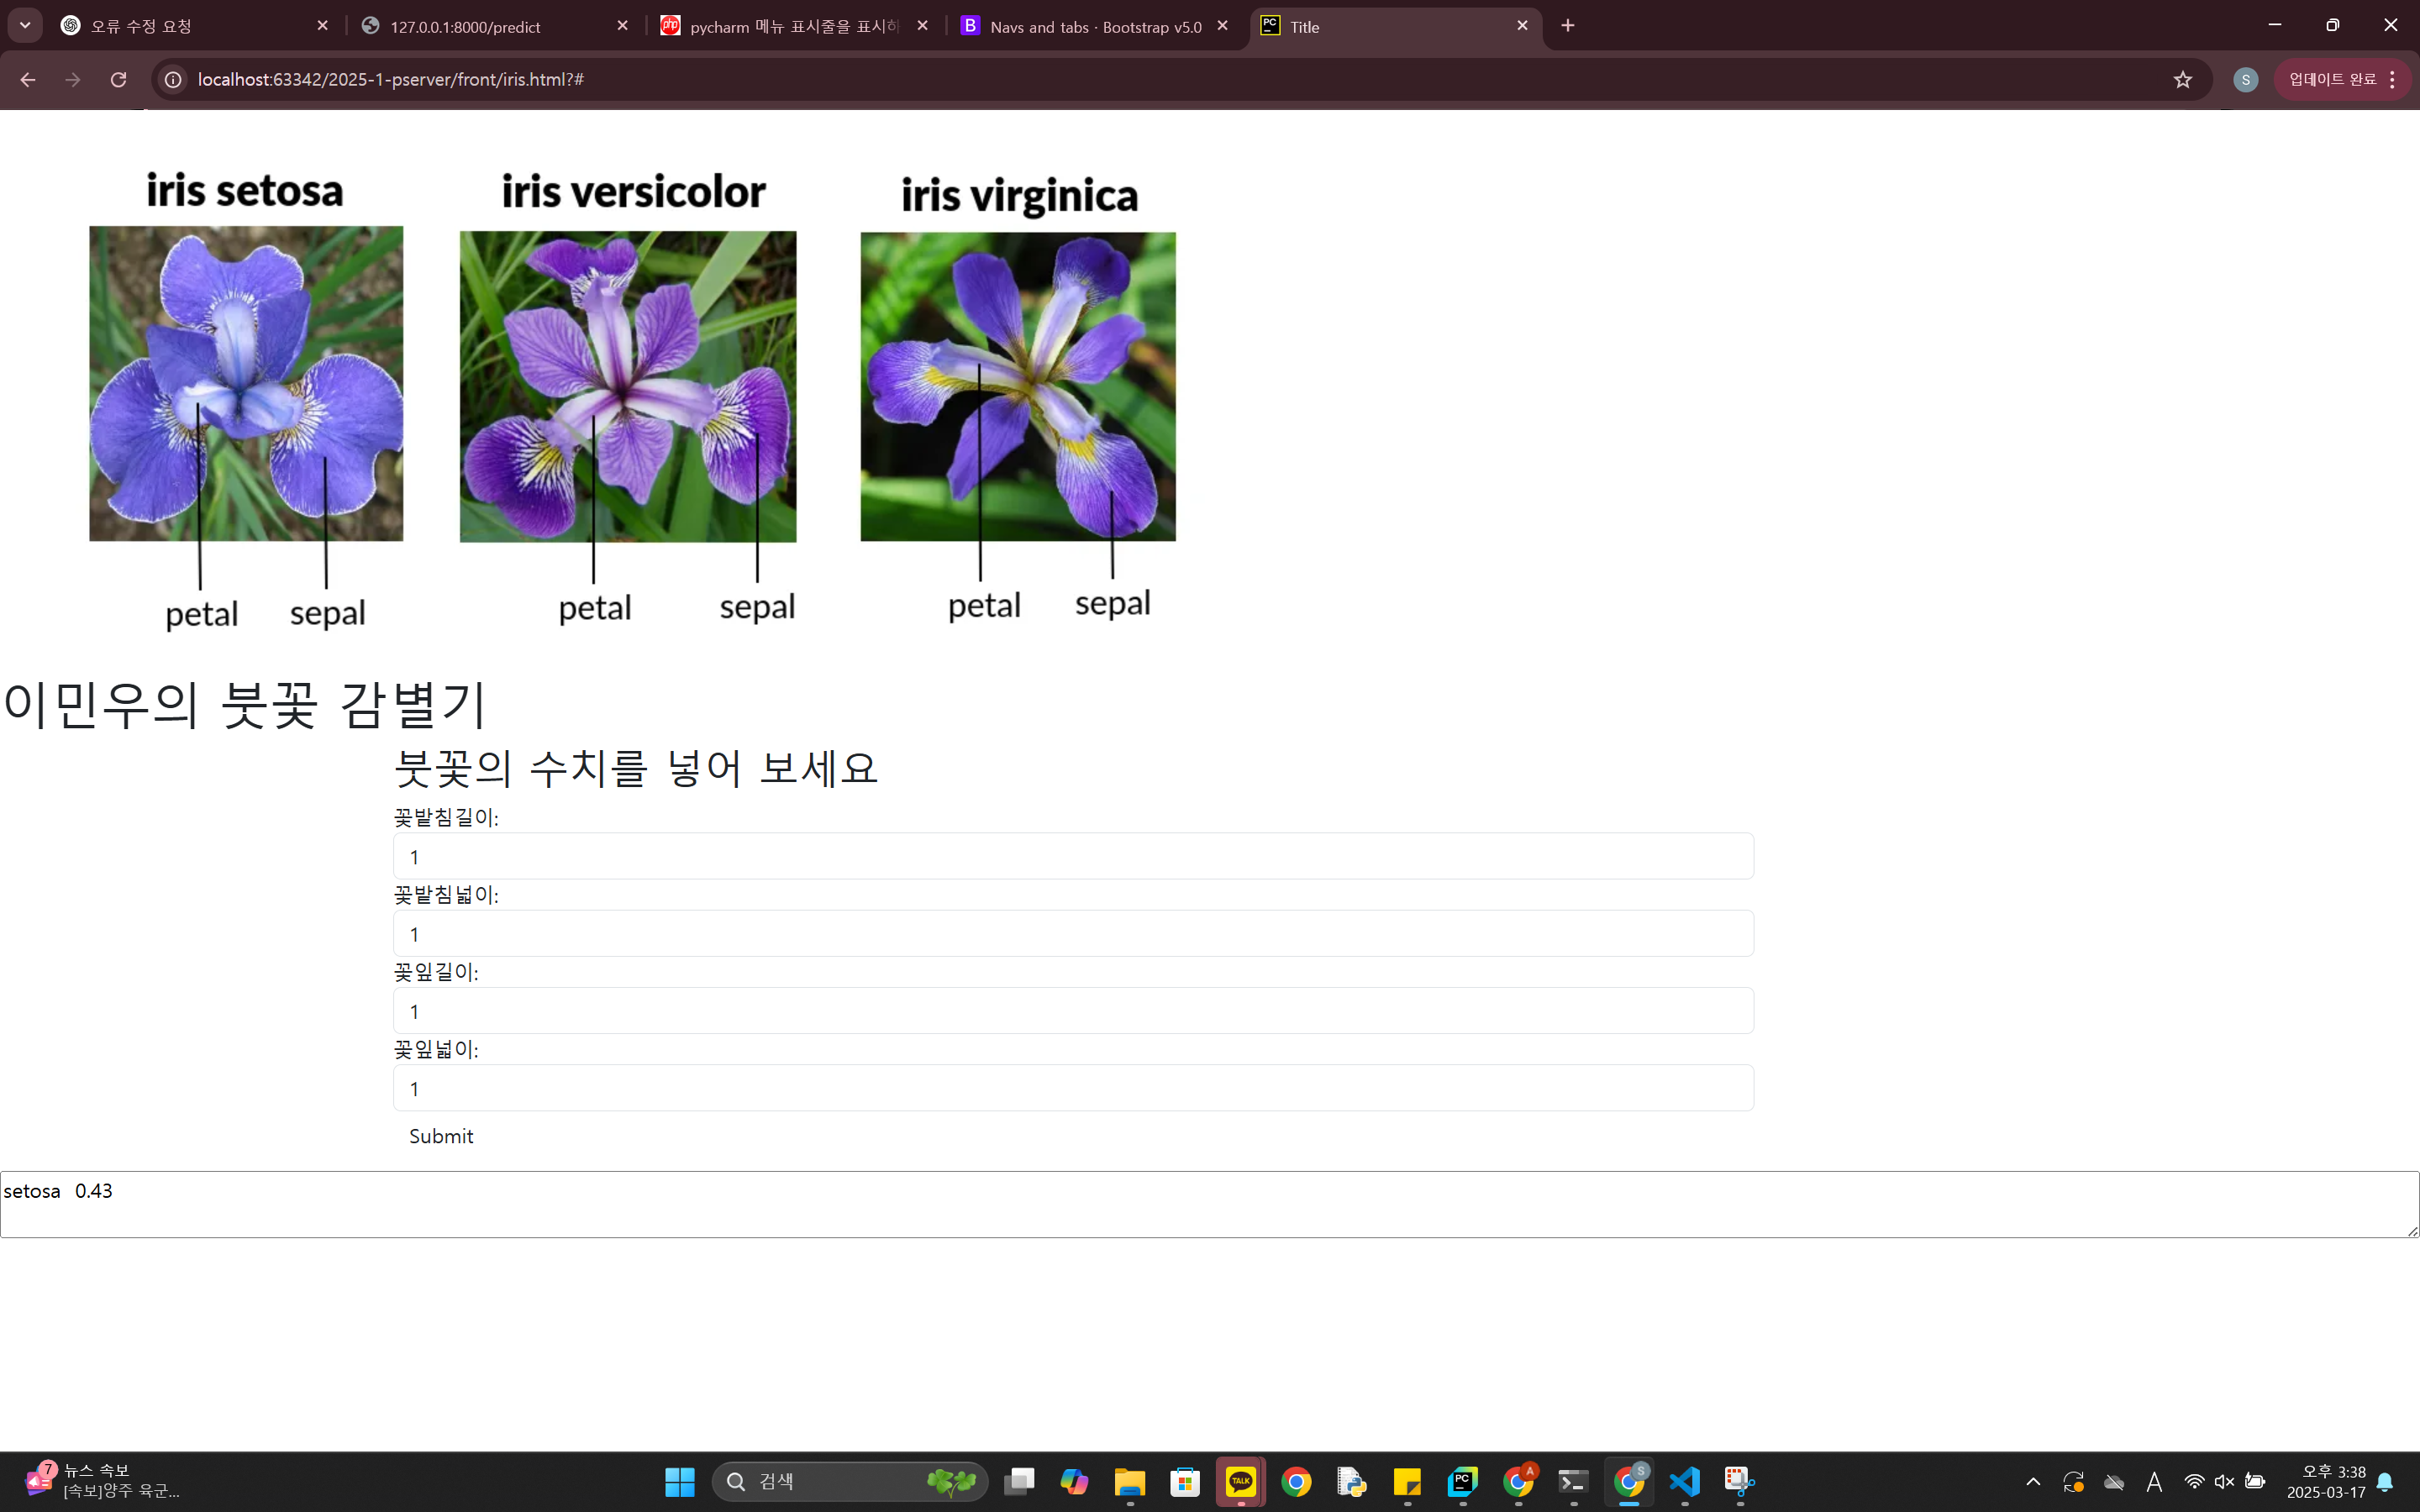 오류 수정 요청
127.0.0.1:8000/predict
pycharm 메뉴 표시줄을 표시하
Navs and tabs · Bootstrap v5.0
PC
Title
localhost:63342/2025-1-pserver/front/iris.html?#
S
업데이트 완료
iris setosa
iris versicolor
iris virginica
petal
sepal
petal
sepal
petal
sepal
이민우의 붓꽃 감별기
붓꽃의 수치를 넣어 보세요
꽃밭침길이:
1
꽃밭침넓이:
1
꽃잎길이:
1
꽃잎넓이:
1
Submit
setosa 0.43
7
뉴스 속보
[속보]양주 육군...
검색
TALK
PC
A
S
A
오후 3:38
2025-03-17